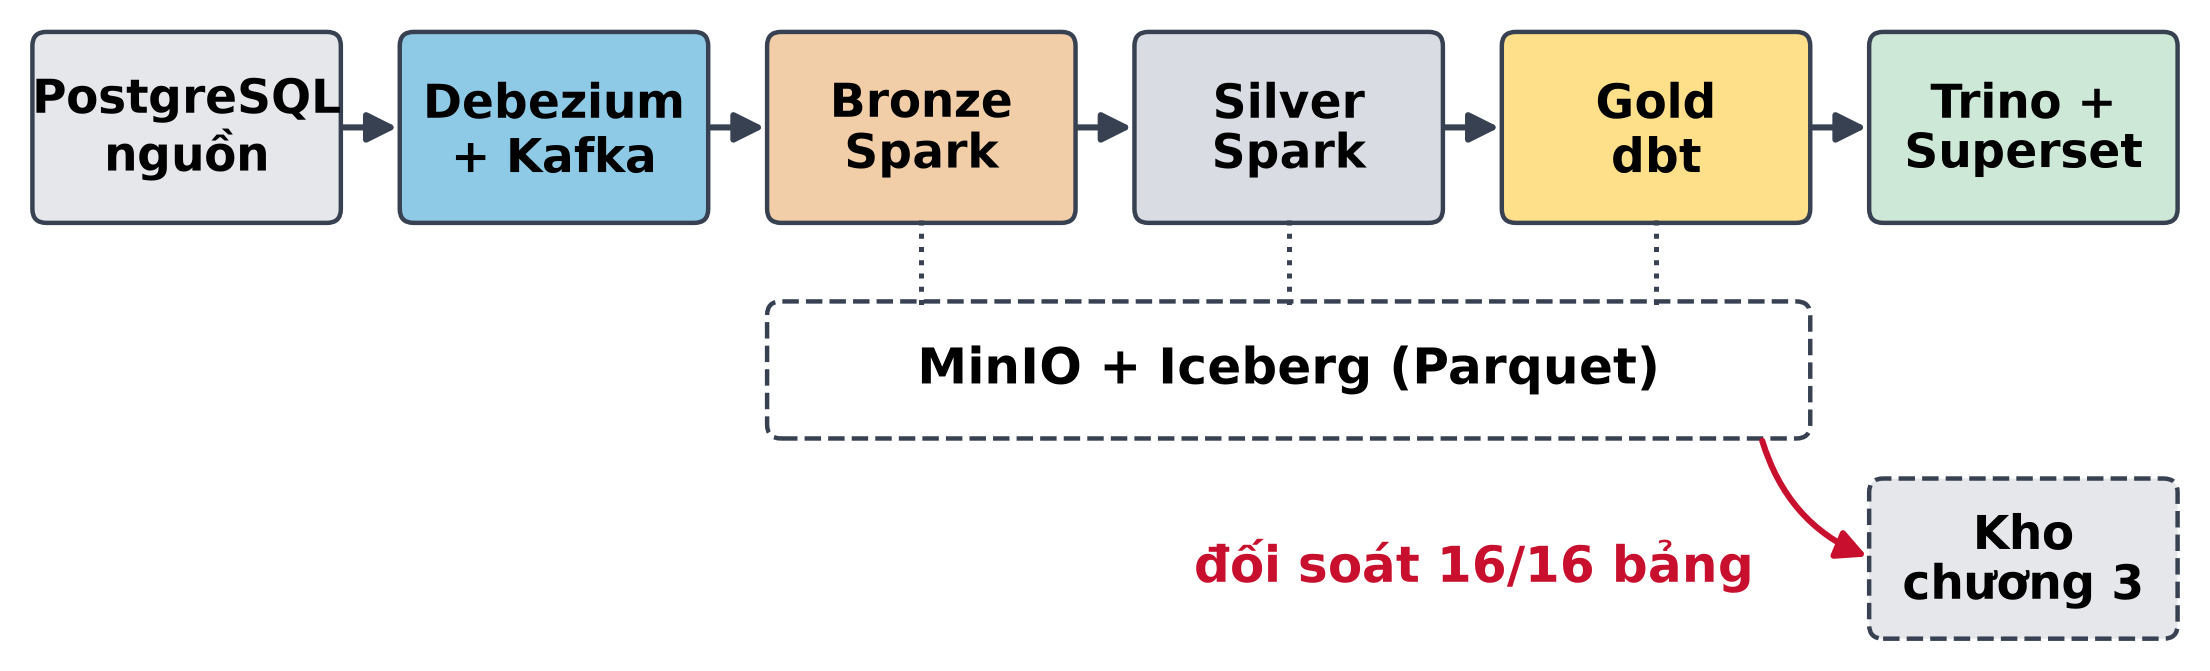 PostgreSQL
nguồn
Debezium
+ Kafka
Bronze
Spark
Silver
Spark
Gold
dbt
Trino +
Superset
MinIO + Iceberg (Parquet)
đối soát 16/16 bảng
Kho
chương 3